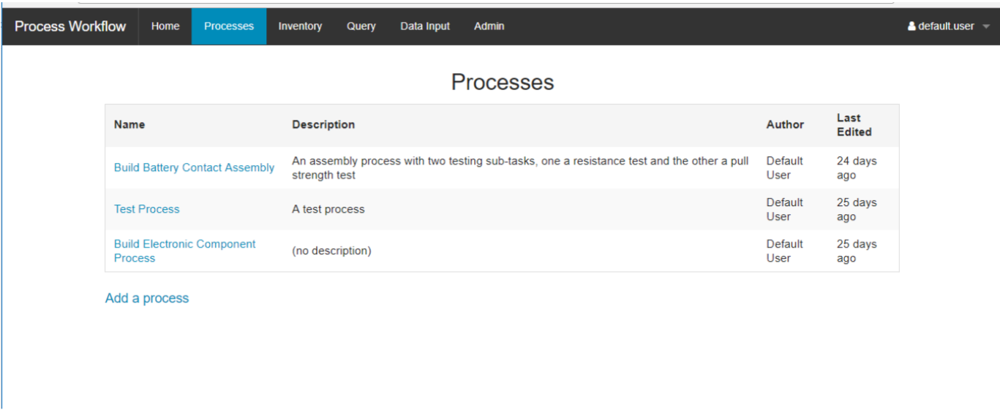 Process Workflow Home Processes Inventory Query Data Input Admin default.user
Processes
Name Description Author Last Edited
Build Battery Contact Assembly An assembly process with two testing sub-tasks, one a resistance test and the other a pull strength test Default User 24 days ago
Test Process A test process Default User 25 days ago
Build Electronic Component Process (no description) Default User 25 days ago
Add a process